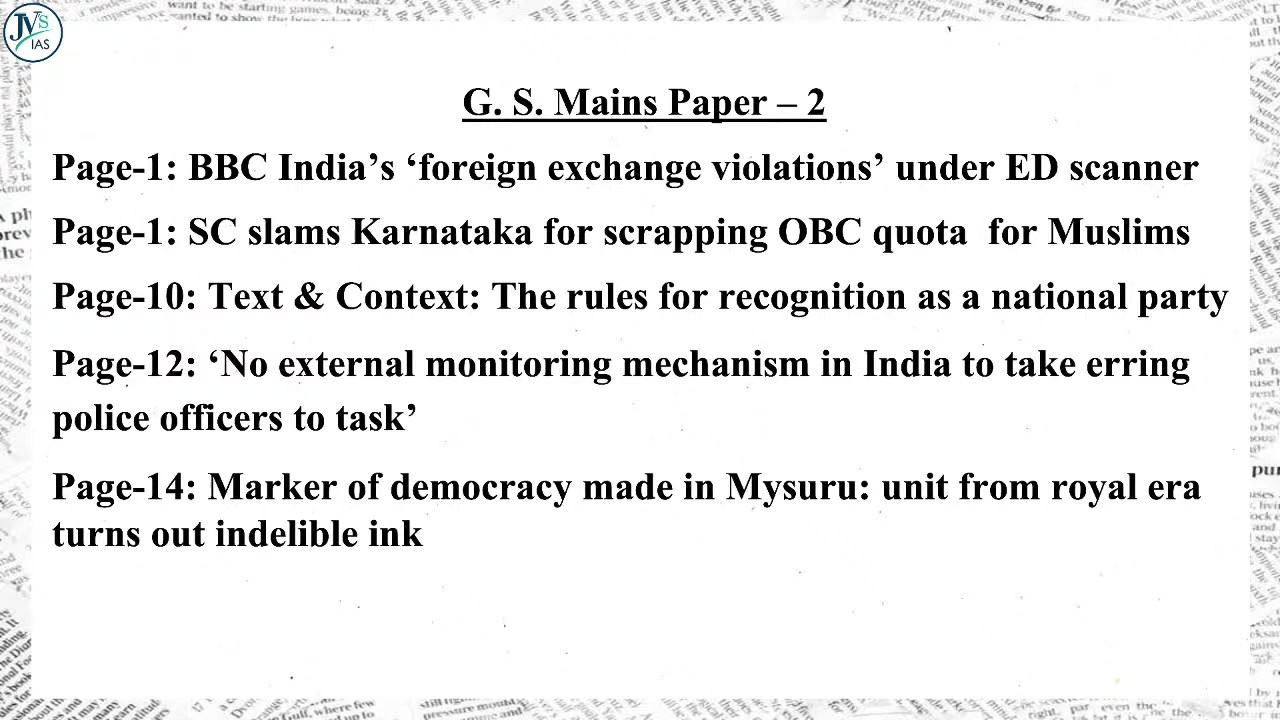 JVS
IAS
G. S. Mains Paper – 2
Page-1: BBC India’s ‘foreign exchange violations’ under ED scanner
Page-1: SC slams Karnataka for scrapping OBC quota  for Muslims
Page-10: Text & Context: The rules for recognition as a national party
Page-12: ‘No external monitoring mechanism in India to take erring
police officers to task’
Page-14: Marker of democracy made in Mysuru: unit from royal era
turns out indelible ink